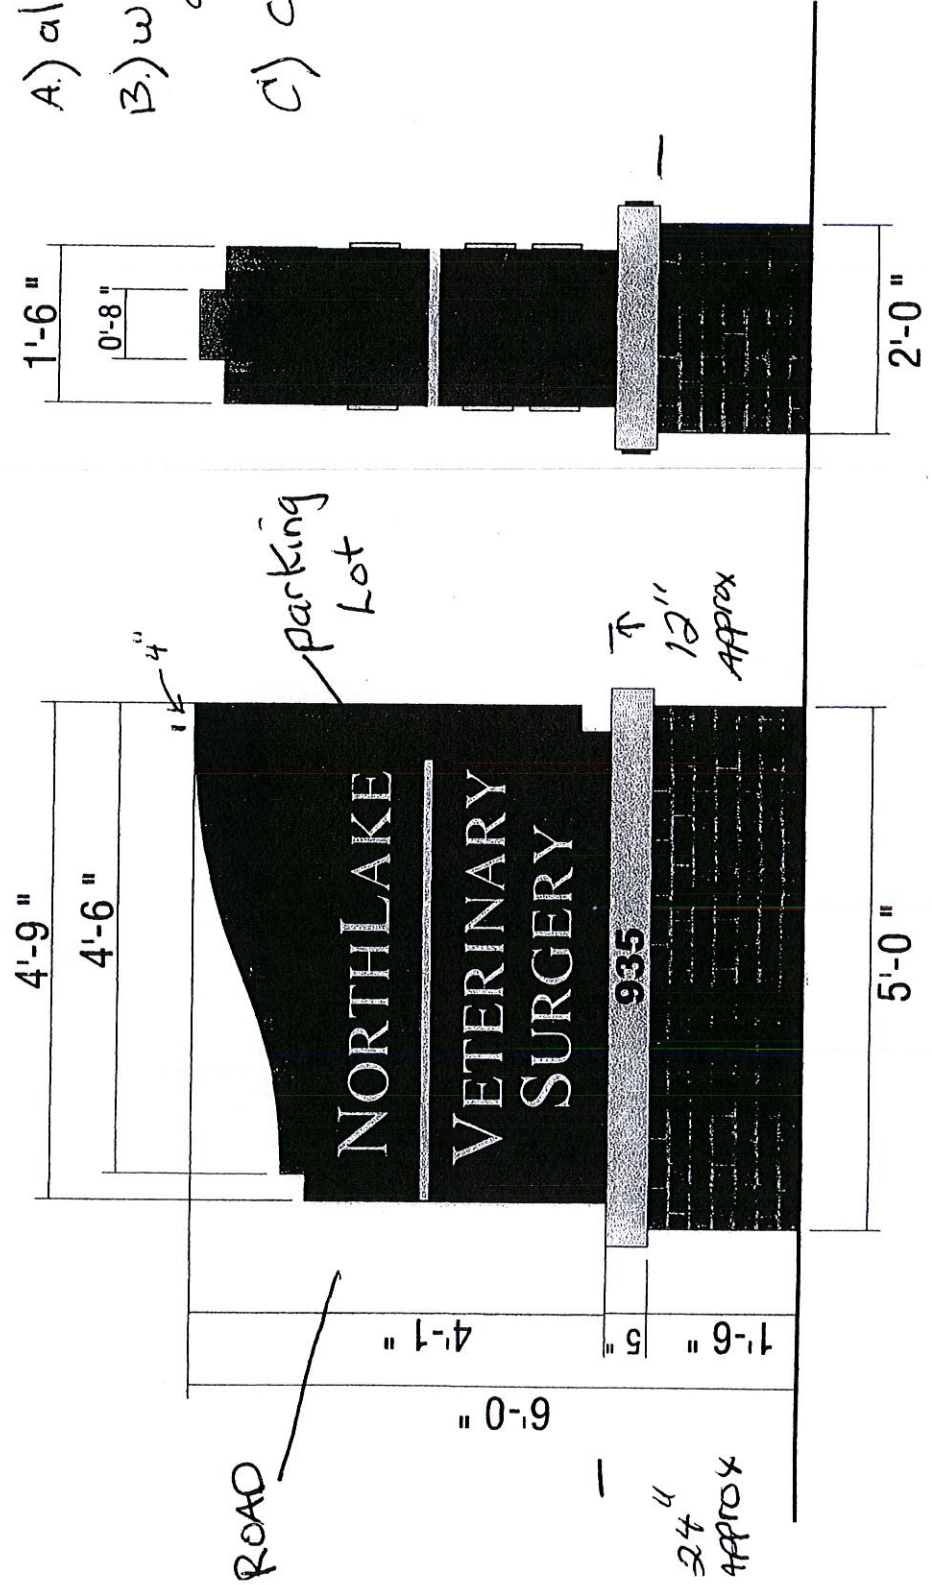 A.) al
B.) w
C.) C
1'-6 "
0'-8 "
2'-0 "
4"
4'-9 "
4'-6 "
parking
Lot
NORTHLAKE
VETERINARY
SURGERY
935
12"
Approx
5'-0 "
ROAD
4'-1 "
5 "
1'-6 "
6'-0 "
24"
Approx